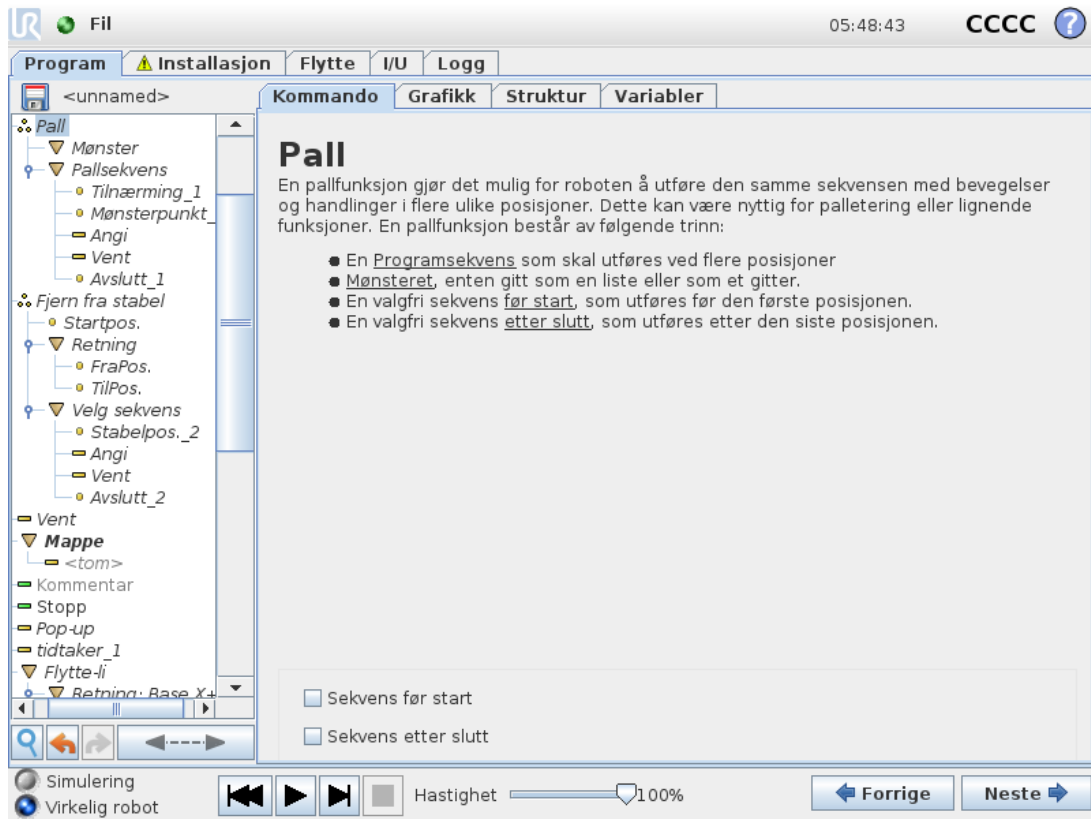 UR Fil 05:48:43 CCCC ?
Program Installasjon Flytte I/U Logg
<unnamed> Kommando Grafikk Struktur Variabler
Pall
Mønster
Pallsekvens
Tilnærming_1
Mønsterpunkt_
Angi
Vent
Avslutt_1
Fjern fra stabel
Startpos.
Retning
FraPos.
TilPos.
Velg sekvens
Stabelpos._2
Angi
Vent
Avslutt_2
Vent
Mappe
<tom>
Kommentar
Stopp
Pop-up
tidtaker_1
Flytte-li
Retning: Base X+
Pall
En pallfunksjon gjør det mulig for roboten å utføre den samme sekvensen med bevegelser
og handlinger i flere ulike posisjoner. Dette kan være nyttig for palletering eller lignende
funksjoner. En pallfunksjon består av følgende trinn:
● En Programsekvens som skal utføres ved flere posisjoner
● Mønsteret, enten gitt som en liste eller som et gitter.
● En valgfri sekvens før start, som utføres før den første posisjonen.
● En valgfri sekvens etter slutt, som utføres etter den siste posisjonen.
Sekvens før start
Sekvens etter slutt
Simulering
Virkelig robot
Hastighet 100%
Forrige Neste